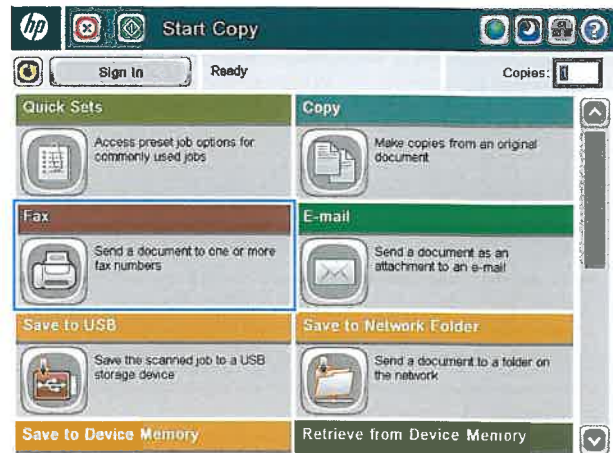 hp
Start Copy
Sign In
Ready
Copies: 1
Quick Sets
Access preset job options for
commonly used jobs
Copy
Make copies from an original
document
Fax
Send a document to one or more
fax numbers
E-mail
Send a document as an
attachment to an e-mail
Save to USB
Save the scanned job to a USB
storage device
Save to Network Folder
Send a document to a folder on
the network
Save to Device Memory
Retrieve from Device Memory